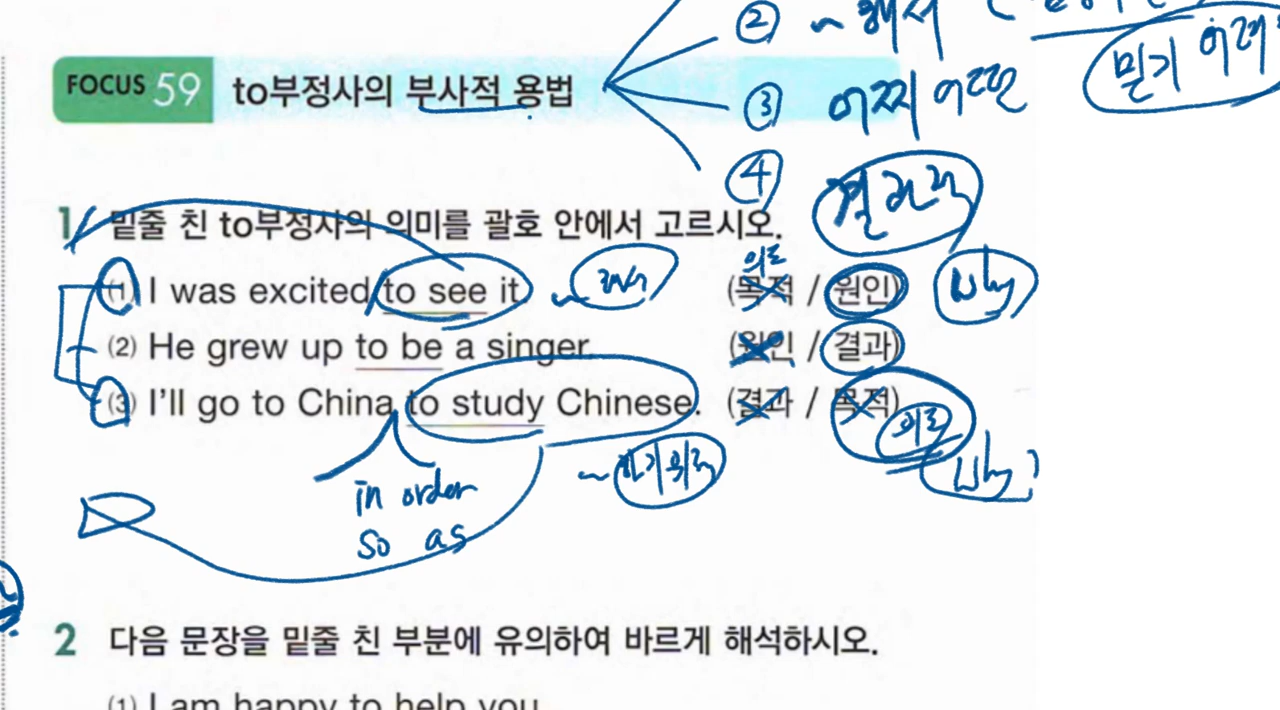 ② ~해서
FOCUS 59 to부정사의 부사적 용법
③ 어찌 어떤
믿기 어려
④ 결과
1 밑줄 친 to부정사의 의미를 괄호 안에서 고르시오.
의도
(1) I was excited to see it. ~해서 (목적 / 원인) Why
(2) He grew up to be a singer. (원인 / 결과)
(3) I'll go to China to study Chinese. (결과 / 목적)
의도
~하기 위해 Why?
in order
so as
2 다음 문장을 밑줄 친 부분에 유의하여 바르게 해석하시오.
(1) I am happy to help you.